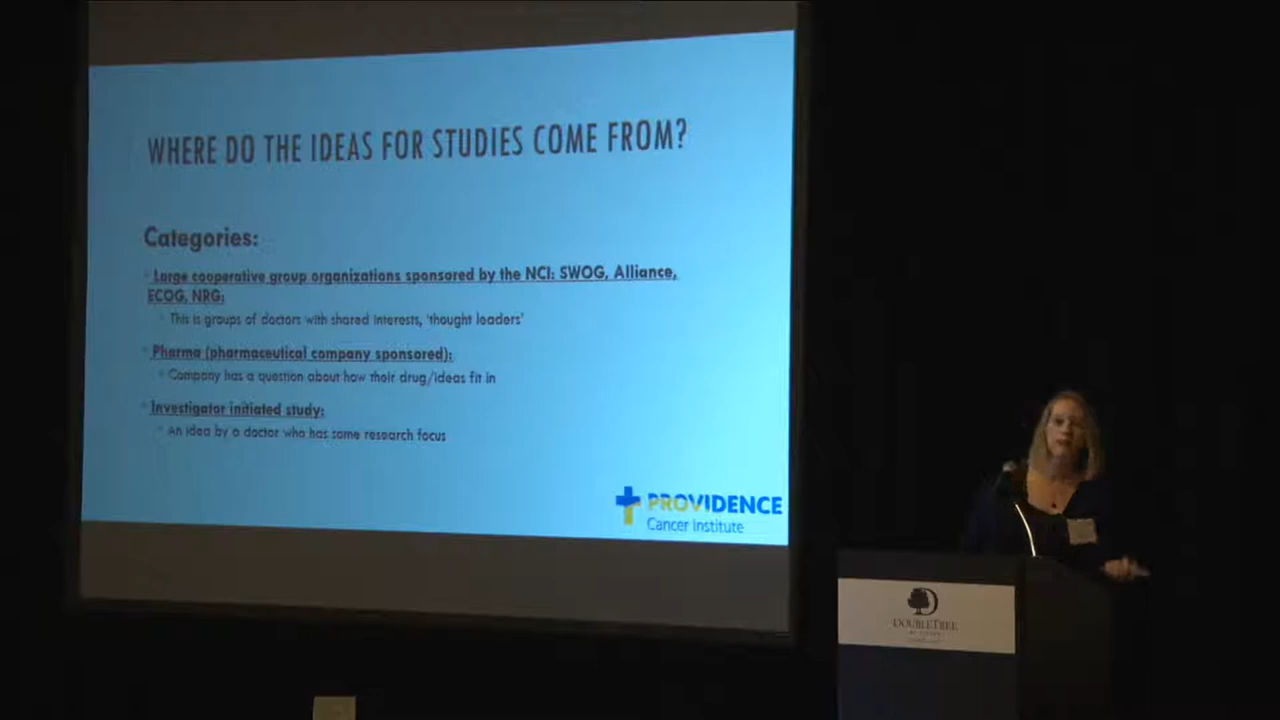 WHERE DO THE IDEAS FOR STUDIES COME FROM?
Categories:
Large cooperative group organizations sponsored by the NCI: SWOG, Alliance,
ECOG, NRG:
This is groups of doctors with shared interests, 'thought leaders'
Pharma (pharmaceutical company sponsored):
Company has a question about how their drug/ideas fit in
Investigator initiated study:
An idea by a doctor who has some research focus
PROVIDENCE
Cancer Institute
DOUBLETREE